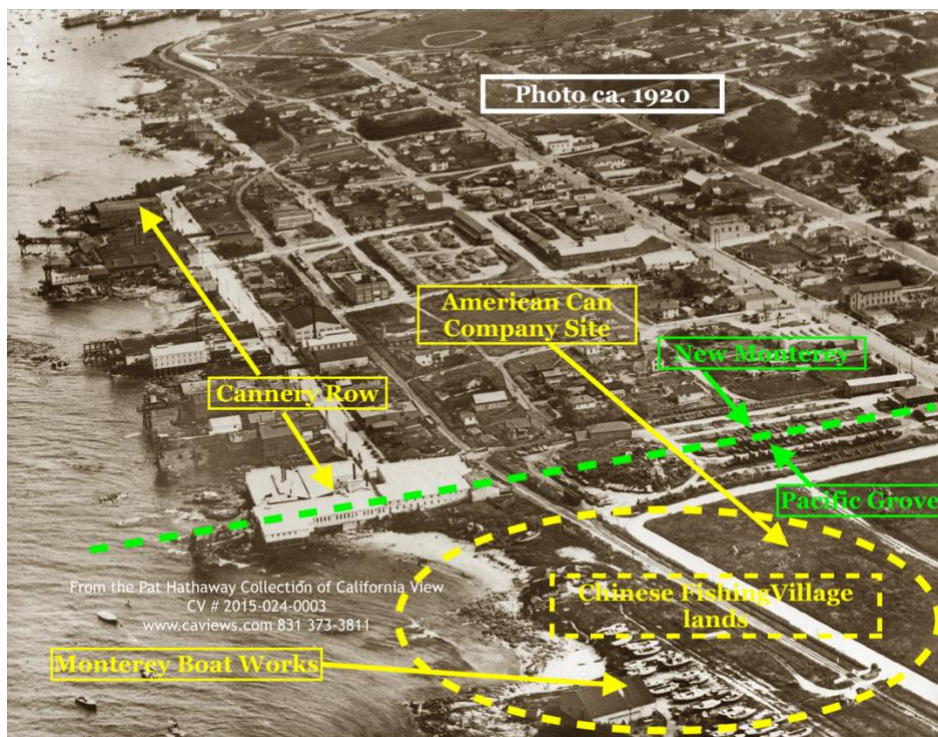 Photo ca. 1920
American Can
Company Site
New Monterey
Cannery Row
Pacific Grove
From the Pat Hathaway Collection of California View
CV # 2015-024-0003
www.caviews.com 831 373-3811
Chinese FishingVillage
lands
Monterey Boat Works